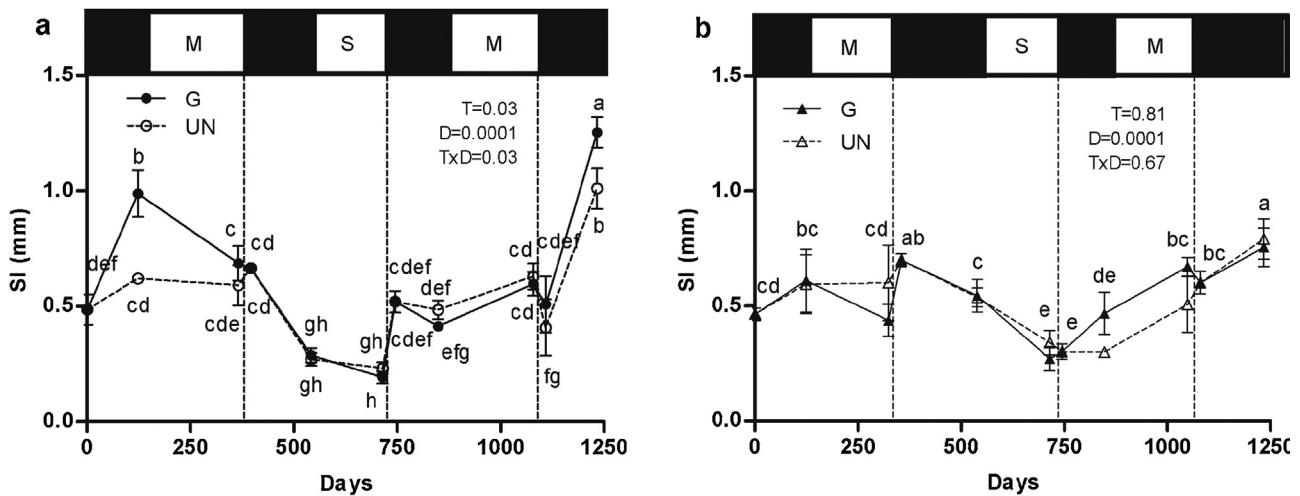 a
M
S
M
1.5
1.0
0.5
0.0
SI (mm)
G
UN
T=0.03
D=0.0001
TxD=0.03
def
b
cd
c
cd
cde
cd
gh
gh
gh
h
cdef
cdef
def
efg
cd
cd
cdef
fg
a
b
0
250
500
750
1000
1250
Days
b
M
S
M
1.5
1.0
0.5
0.0
SI (mm)
G
UN
T=0.81
D=0.0001
TxD=0.67
cd
bc
cd
ab
c
e
e
de
bc
bc
a
0
250
500
750
1000
1250
Days